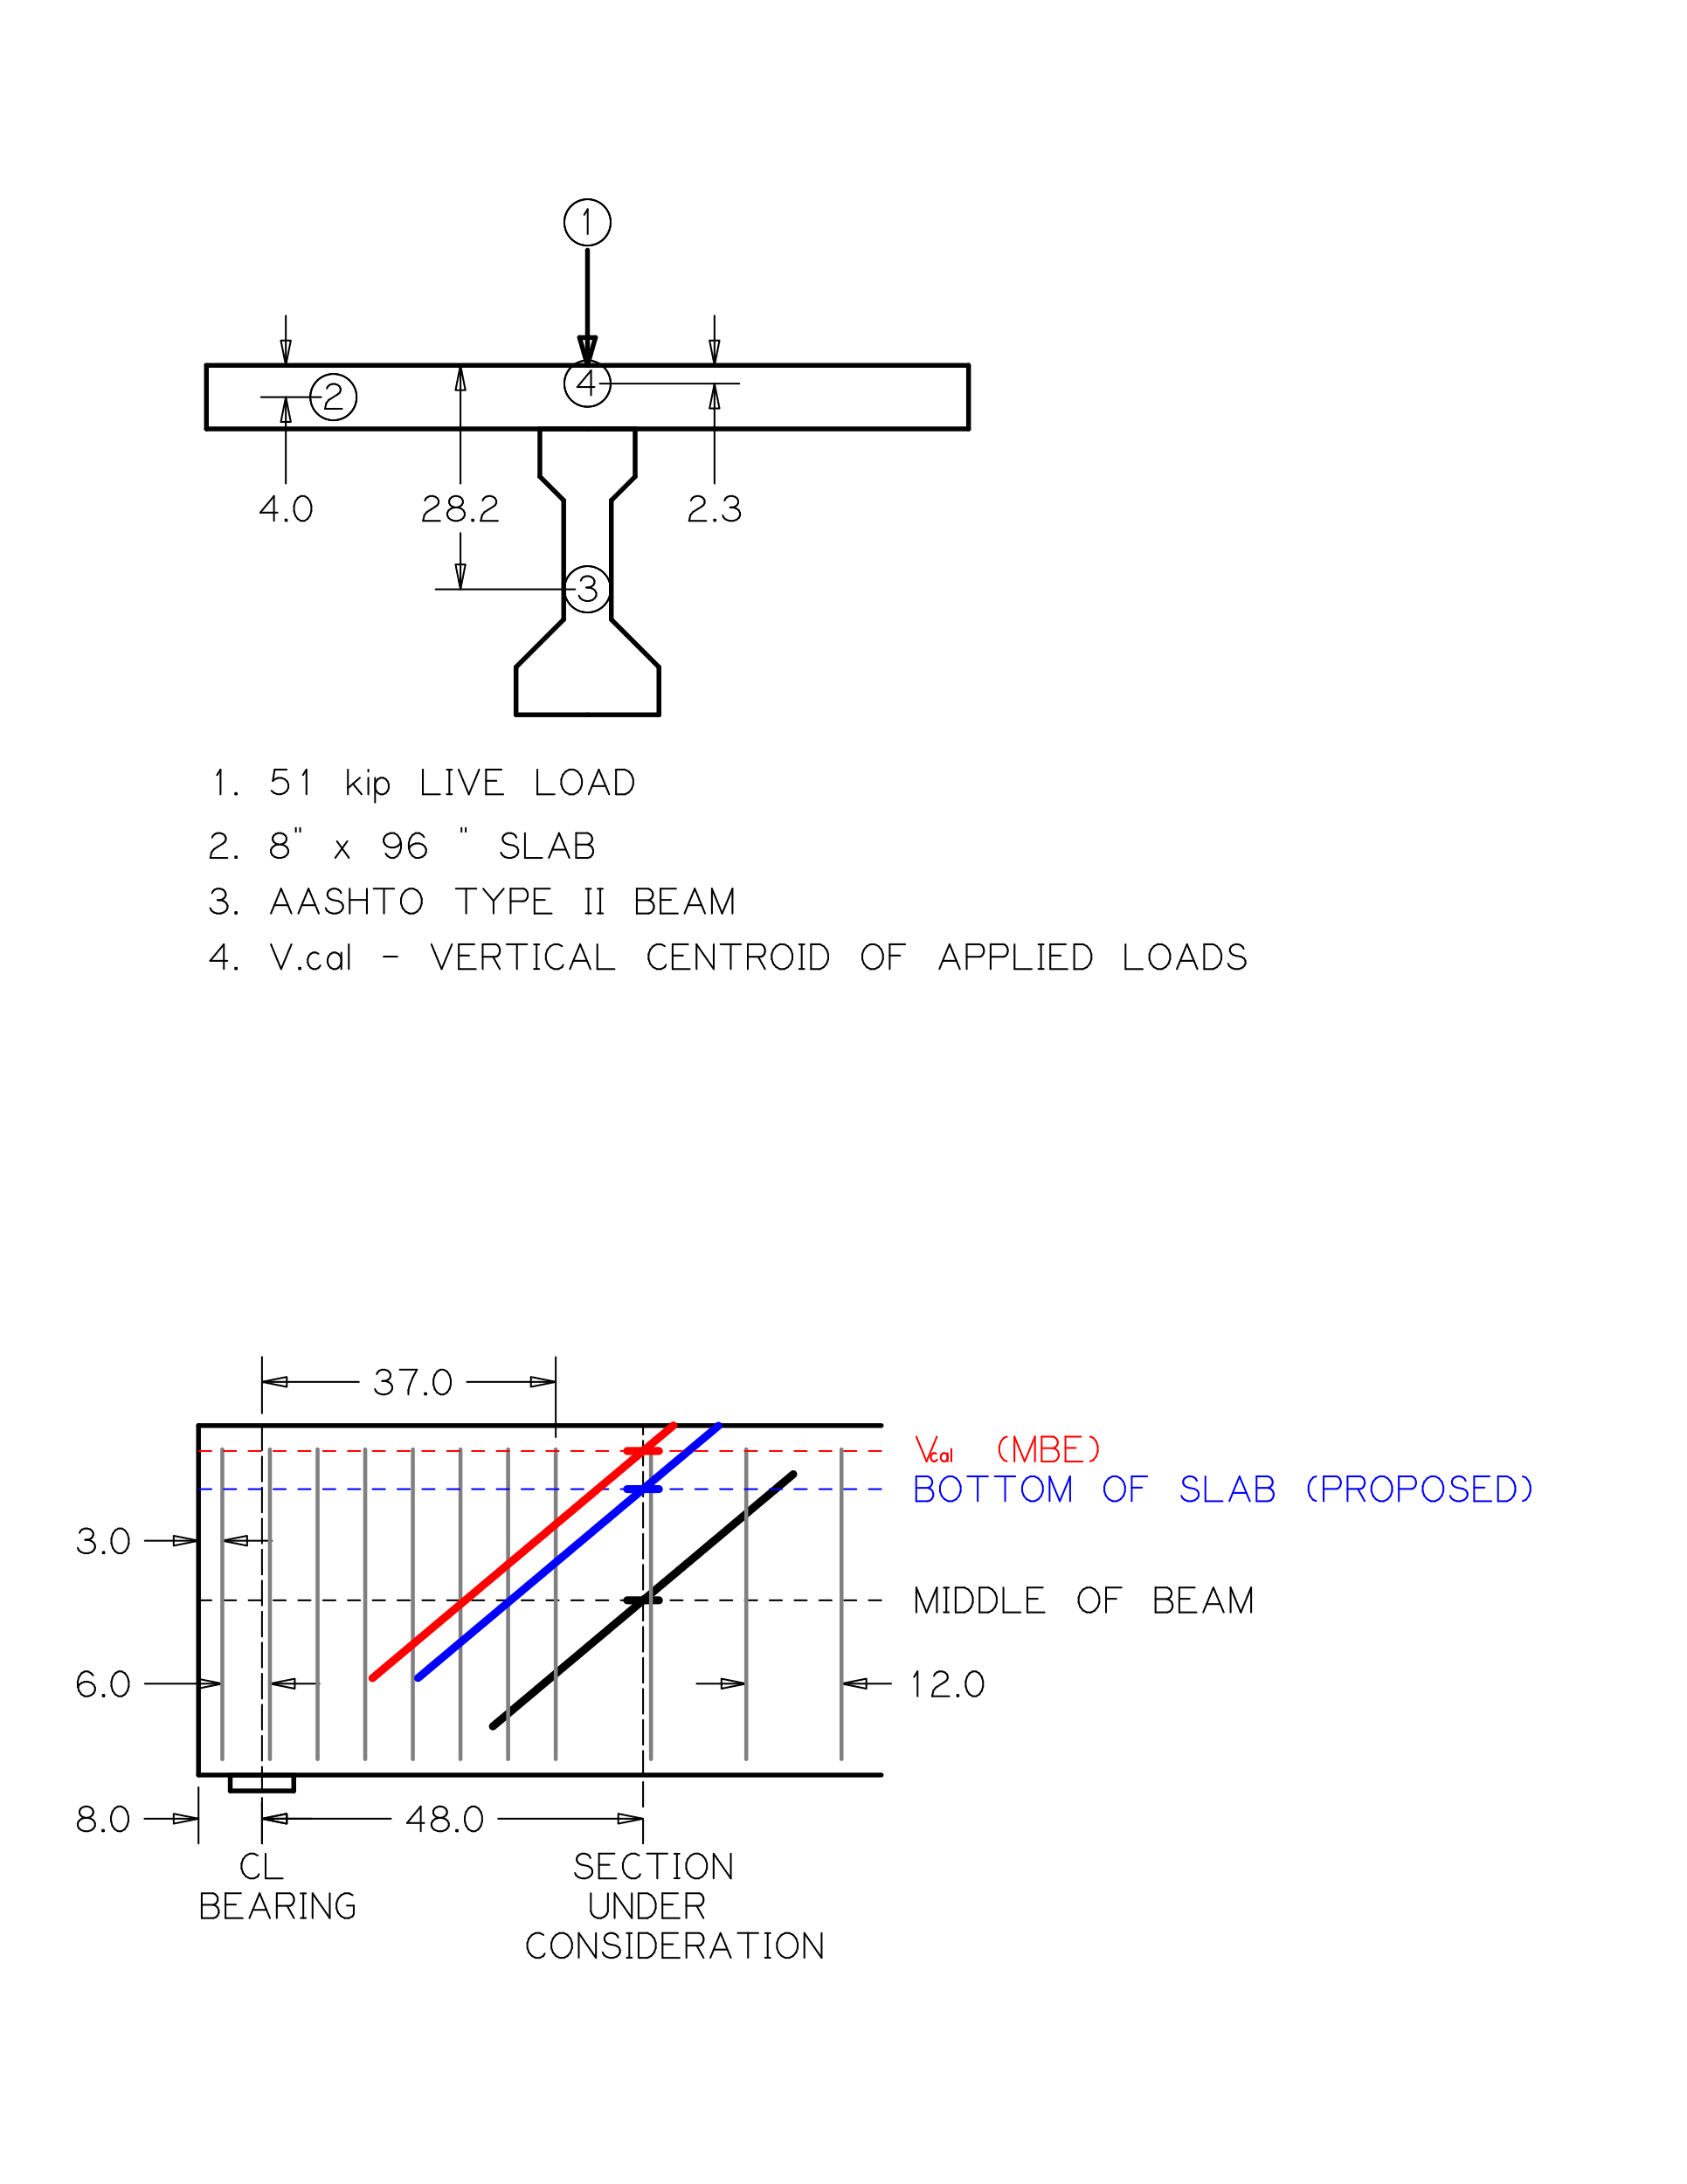 1
4
2
4.0
28.2
2.3
3
1. 51 kip LIVE LOAD
2. 8" x 96 " SLAB
3. AASHTO TYPE II BEAM
4. V.cal - VERTICAL CENTROID OF APPLIED LOADS
37.0
Vcal (MBE)
BOTTOM OF SLAB (PROPOSED)
3.0
MIDDLE OF BEAM
6.0
12.0
8.0
48.0
CL
BEARING
SECTION
UNDER
CONSIDERATION